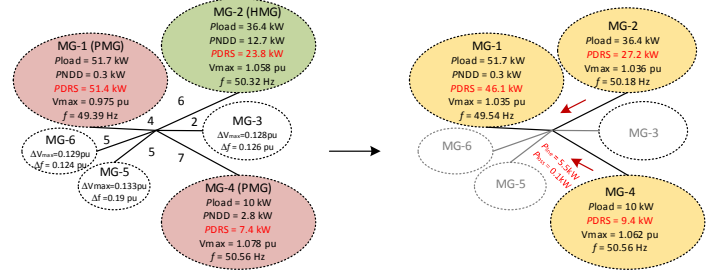 MG-1 (PMG)
Pload = 51.7 kW
PNDD = 0.3 kW
PDRS = 51.4 kW
Vmax = 0.975 pu
f = 49.39 Hz
MG-2 (HMG)
Pload = 36.4 kW
PNDD = 12.7 kW
PDRS = 23.8 kW
Vmax = 1.058 pu
f = 50.32 Hz
6
4
2
MG-3
ΔVmax=0.128pu
Δf = 0.126 pu
5
MG-6
ΔVmax=0.129pu
Δf = 0.124 pu
5
MG-5
ΔVmax=0.133pu
Δf = 0.19 pu
7
MG-4 (PMG)
Pload = 10 kW
PNDD = 2.8 kW
PDRS = 7.4 kW
Vmax = 1.078 pu
f = 50.56 Hz
MG-1
Pload = 51.7 kW
PNDD = 0.3 kW
PDRS = 46.1 kW
Vmax = 1.035 pu
f = 49.54 Hz
MG-2
Pload = 36.4 kW
PDRS = 27.2 kW
Vmax = 1.036 pu
f = 50.18 Hz
MG-3
MG-6
MG-5
Pline = 5.5kW
Ploss = 0.1kW
MG-4
Pload = 10 kW
PDRS = 9.4 kW
Vmax = 1.062 pu
f = 50.56 Hz